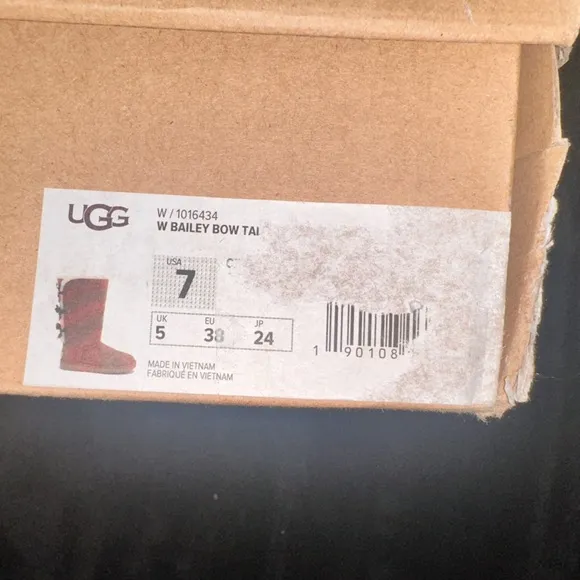 UGG
W / 1016434
W BAILEY BOW TAL
USA
7
UK EU JP
5 38 24
MADE IN VIETNAM
FABRIQUÉ EN VIETNAM
1 90108